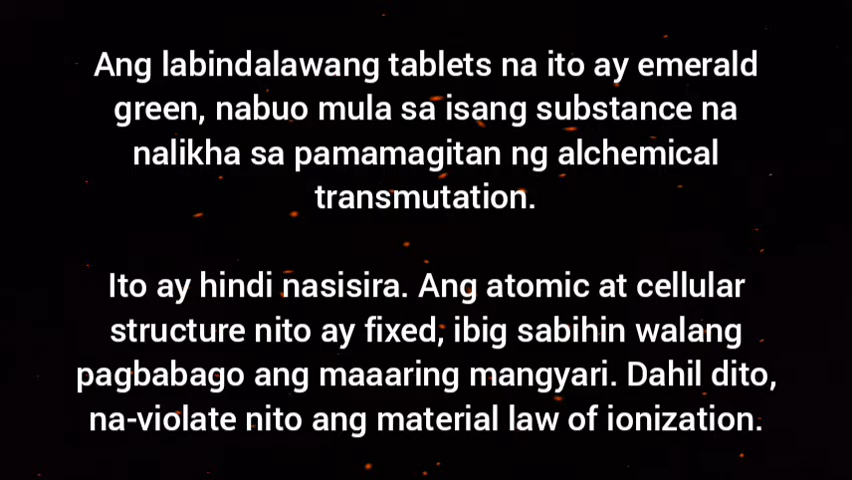 Ang labindalawang tablets na ito ay emerald
green, nabuo mula sa isang substance na
nalikha sa pamamagitan ng alchemical
transmutation.
Ito ay hindi nasisira. Ang atomic at cellular
structure nito ay fixed, ibig sabihin walang
pagbabago ang maaaring mangyari. Dahil dito,
na-violate nito ang material law of ionization.